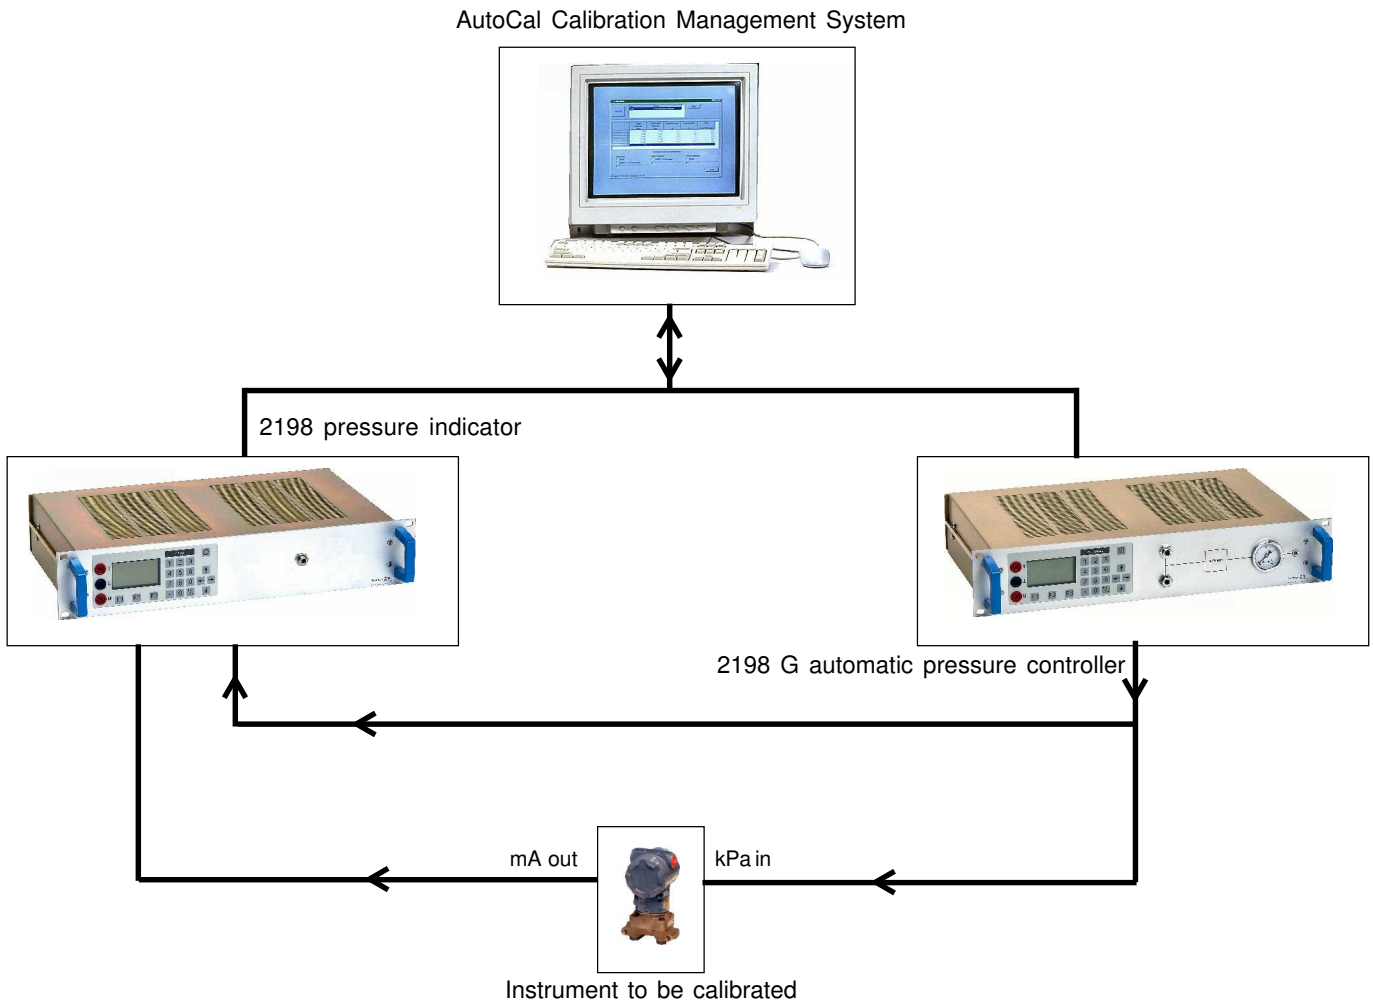 AutoCal Calibration Management System
2198 pressure indicator
2198 G automatic pressure controller
mA out
kPa in
Instrument to be calibrated